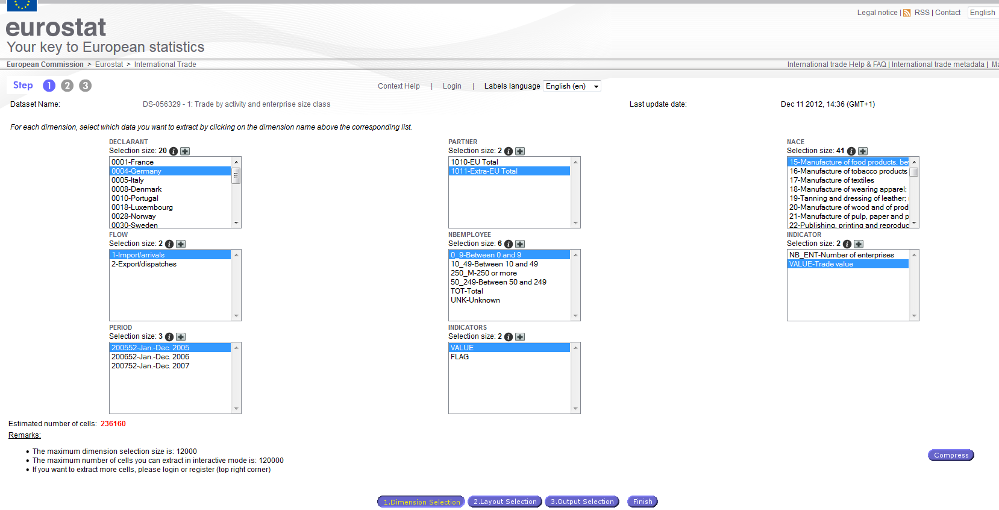 Legal notice | RSS | Contact English
eurostat
Your key to European statistics
European Commission > Eurostat > International Trade
International trade Help & FAQ | International trade metadata | Ma
Step 1 2 3
Context Help | Login | Labels language English (en)
Dataset Name: DS-056329 - 1: Trade by activity and enterprise size class Last update date: Dec 11 2012, 14:36 (GMT+1)
For each dimension, select which data you want to extract by clicking on the dimension name above the corresponding list.
DECLARANT
Selection size: 20
0001-France
0004-Germany
0005-Italy
0008-Denmark
0010-Portugal
0018-Luxembourg
0028-Norway
0030-Sweden
PARTNER
Selection size: 2
1010-EU Total
1011-Extra-EU Total
NACE
Selection size: 41
15-Manufacture of food products, be
16-Manufacture of tobacco products
17-Manufacture of textiles
18-Manufacture of wearing apparel;
19-Tanning and dressing of leather;
20-Manufacture of wood and of prod
21-Manufacture of pulp, paper and p
22-Publishing, printing and reproduc
FLOW
Selection size: 2
1-Import/arrivals
2-Export/dispatches
NBEMPLOYEE
Selection size: 6
0_9-Between 0 and 9
10_49-Between 10 and 49
250_M-250 or more
50_249-Between 50 and 249
TOT-Total
UNK-Unknown
INDICATOR
Selection size: 2
NB_ENT-Number of enterprises
VALUE-Trade value
PERIOD
Selection size: 3
200552-Jan.-Dec. 2005
200652-Jan.-Dec. 2006
200752-Jan.-Dec. 2007
INDICATORS
Selection size: 2
VALUE
FLAG
Estimated number of cells: 236160
Remarks:
• The maximum dimension selection size is: 12000
• The maximum number of cells you can extract in interactive mode is: 120000
• If you want to extract more cells, please login or register (top right corner)
Compress
1.Dimension Selection 2.Layout Selection 3.Output Selection Finish